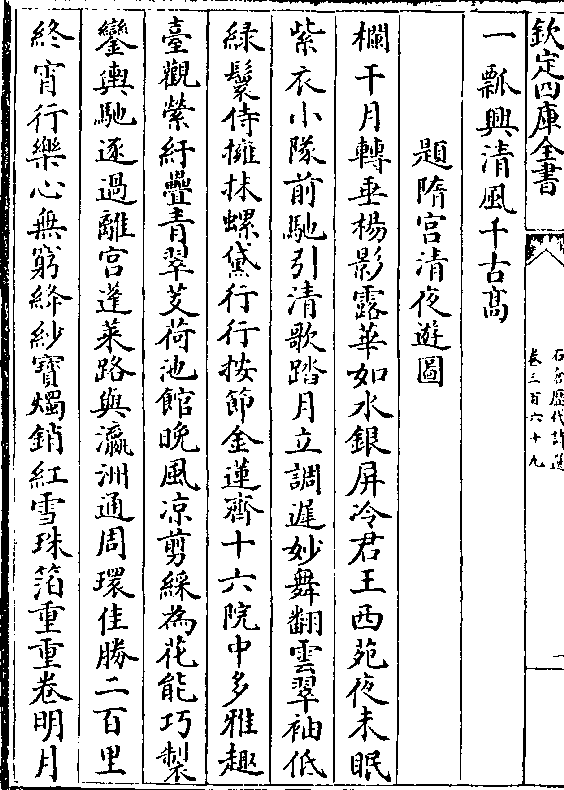 欽定四庫全書
石倉歷代詩選
卷三百六十九
一瓢興清風千古高
題隋宮清夜遊圖
欄干月轉垂楊影露華如水銀屏冷君王西苑夜未眠
紫衣小隊前馳引清歌踏月立調遲妙舞翻雲翠袖低
緑鬟侍擁抹螺黛行行按節金蓮齊十六院中多雅趣
臺觀縈紆疊青翠芰荷池館晩風凉剪綵為花能巧製
鑾輿馳逐過離宮蓬萊路與瀛洲通周環佳勝二百里
終宵行樂心無窮絳紗寶燭銷紅雪珠箔重重卷明月